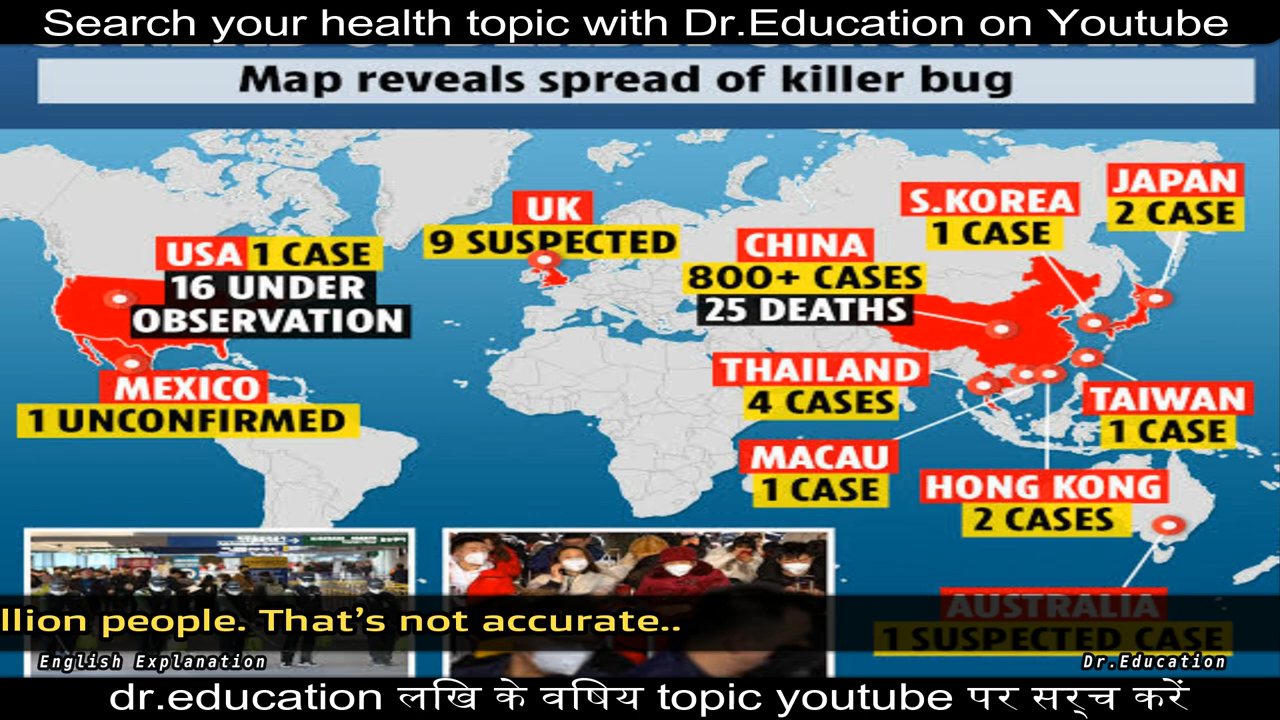 Search your health topic with Dr.Education on Youtube
Map reveals spread of killer bug
JAPAN
2 CASE
S.KOREA
1 CASE
UK
9 SUSPECTED
CHINA
800+ CASES
25 DEATHS
USA 1 CASE
16 UNDER
OBSERVATION
MEXICO
1 UNCONFIRMED
THAILAND
4 CASES
TAIWAN
1 CASE
MACAU
1 CASE
HONG KONG
2 CASES
AUSTRALIA
1 SUSPECTED CASE
llion people. That’s not accurate..
English Explanation
Dr.Education
dr.education लखि के वषिय topic youtube पर सर्च करें